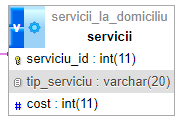 servicii_la_domiciliu
servicii
serviciu_id : int(11)
tip_serviciu : varchar(20)
# cost : int(11)